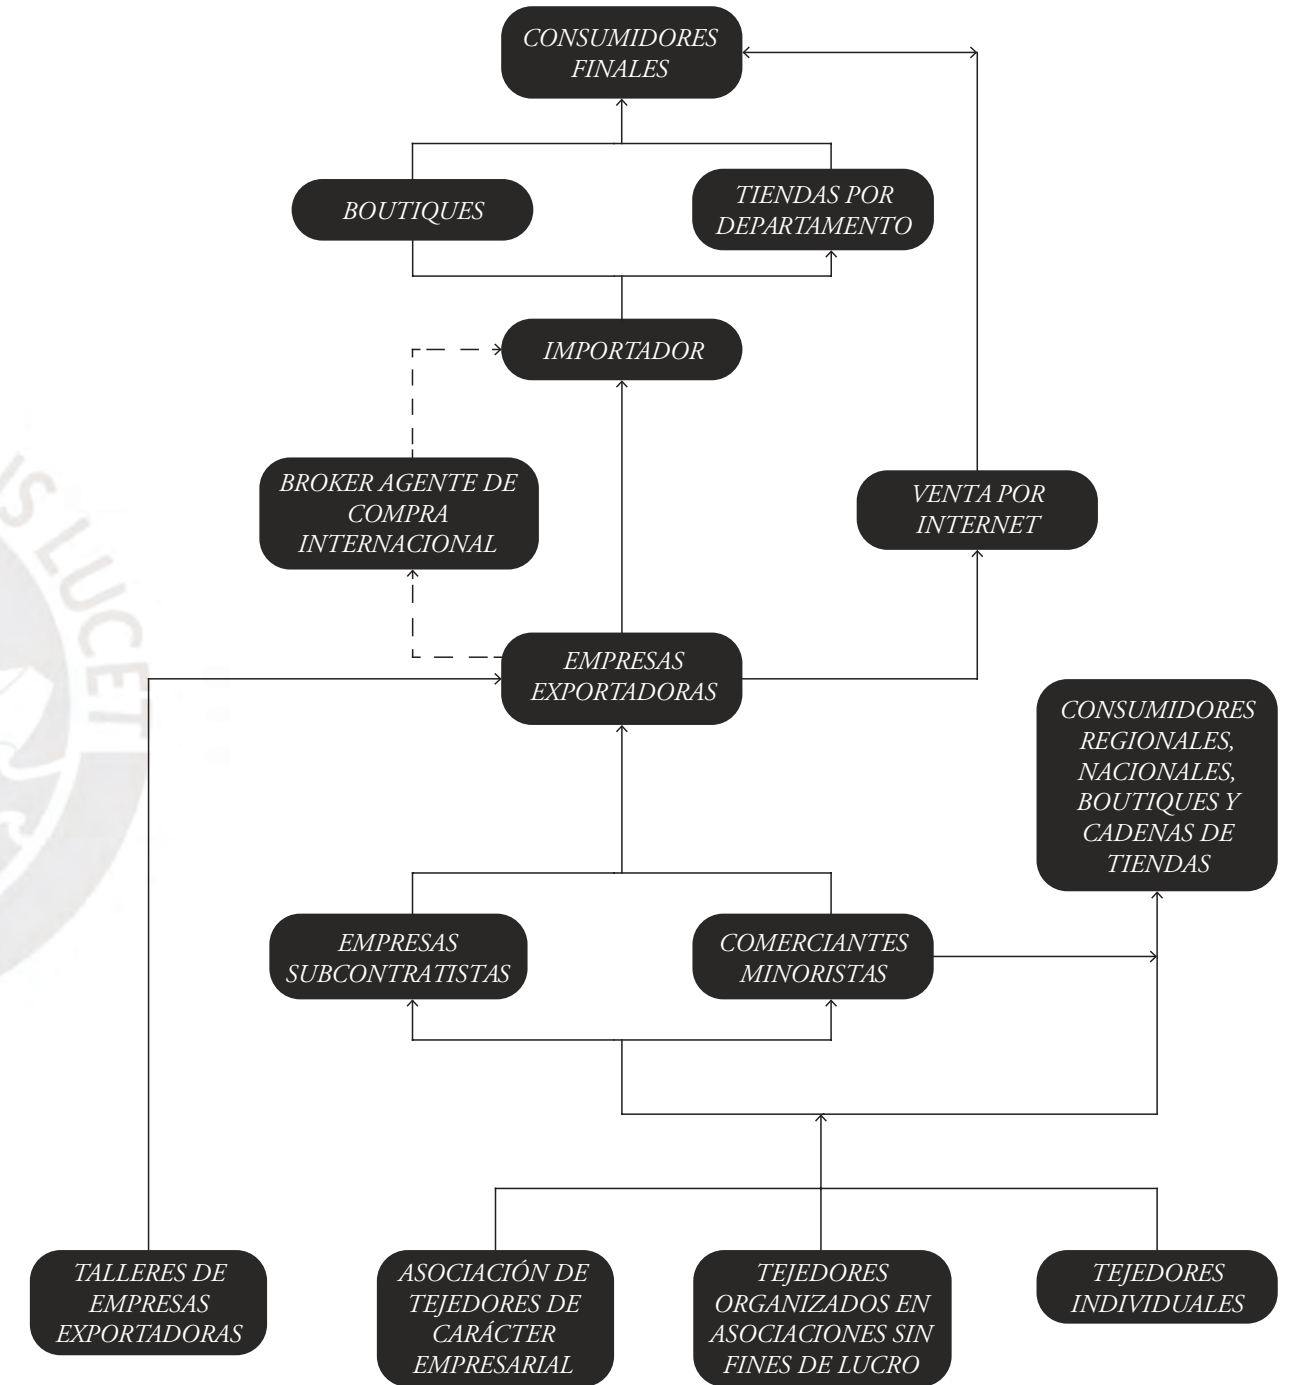 CONSUMIDORES
FINALES
BOUTIQUES
TIENDAS POR
DEPARTAMENTO
IMPORTADOR
BROKER AGENTE DE
COMPRA
INTERNACIONAL
VENTA POR
INTERNET
EMPRESAS
EXPORTADORAS
CONSUMIDORES
REGIONALES,
NACIONALES,
BOUTIQUES Y
CADENAS DE
TIENDAS
EMPRESAS
SUBCONTRATISTAS
COMERCIANTES
MINORISTAS
TALLERES DE
EMPRESAS
EXPORTADORAS
ASOCIACIÓN DE
TEJEDORES DE
CARÁCTER
EMPRESARIAL
TEJEDORES
ORGANIZADOS EN
ASOCIACIONES SIN
FINES DE LUCRO
TEJEDORES
INDIVIDUALES
IS LUCET